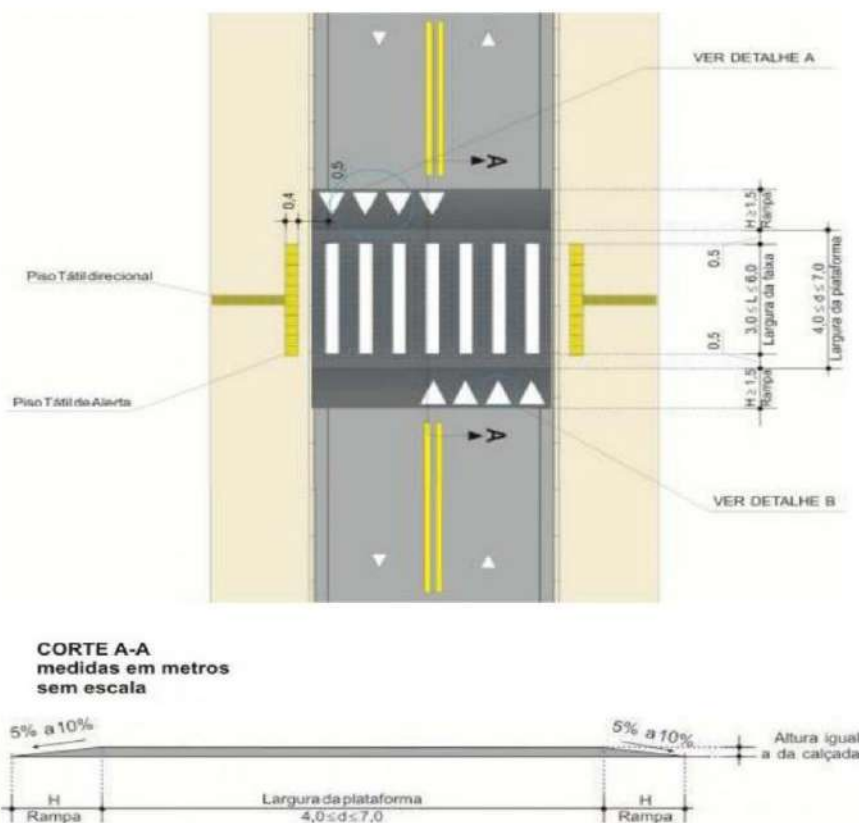 VER DETALHE A
A
0,5
0,4
H ≥ 1,5
Rampa
Piso Tátil direcional
0,5
3,0 ≤ L ≤ 6,0
Largura da faixa
4,0 ≤ d ≤ 7,0
Largura da plataforma
0,5
Piso Tátil de Alerta
H ≥ 1,5
Rampa
A
VER DETALHE B
CORTE A-A
medidas em metros
sem escala
5% a 10%
5% a 10%
Altura igual
a da calçada
H
Rampa
Largura da plataforma
4,0≤d≤7,0
H
Rampa